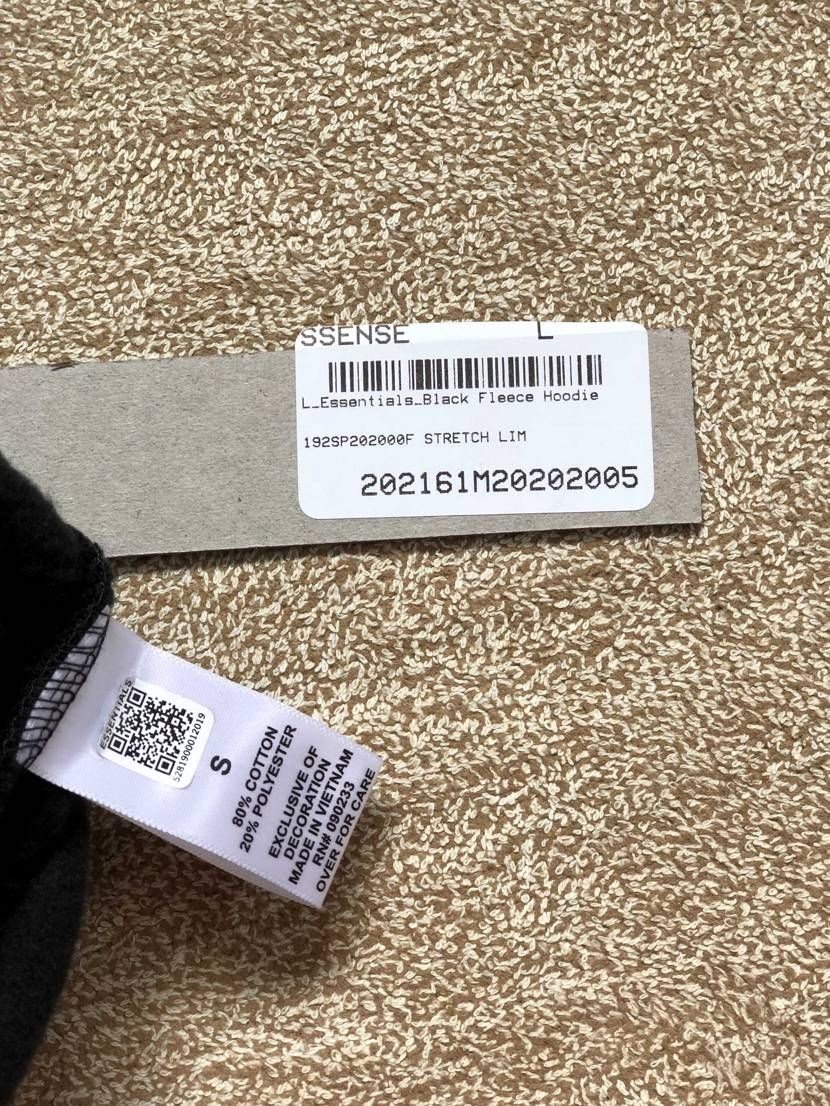 SSENSE L
L_Essentials_Black Fleece Hoodie
192SP202000F STRETCH LIM
202161M20202005
ESSENTIALS
5281900012019
S
80% COTTON
20% POLYESTER
EXCLUSIVE OF
DECORATION
MADE IN VIETNAM
RN# 090233
OVER FOR CARE